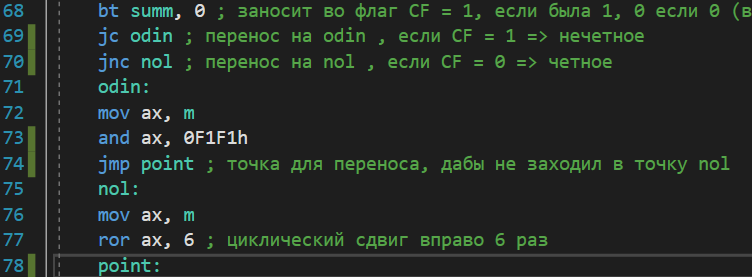 68 bt summ, 0 ; заносит во флаг CF = 1, если была 1, 0 если 0 (в
69 jc odin ; перенос на odin , если CF = 1 => нечетное
70 jnc nol ; перенос на nol , если CF = 0 => четное
71 odin:
72 mov ax, m
73 and ax, 0F1F1h
74 jmp point ; точка для переноса, дабы не заходил в точку nol
75 nol:
76 mov ax, m
77 ror ax, 6 ; циклический сдвиг вправо 6 раз
78 point: